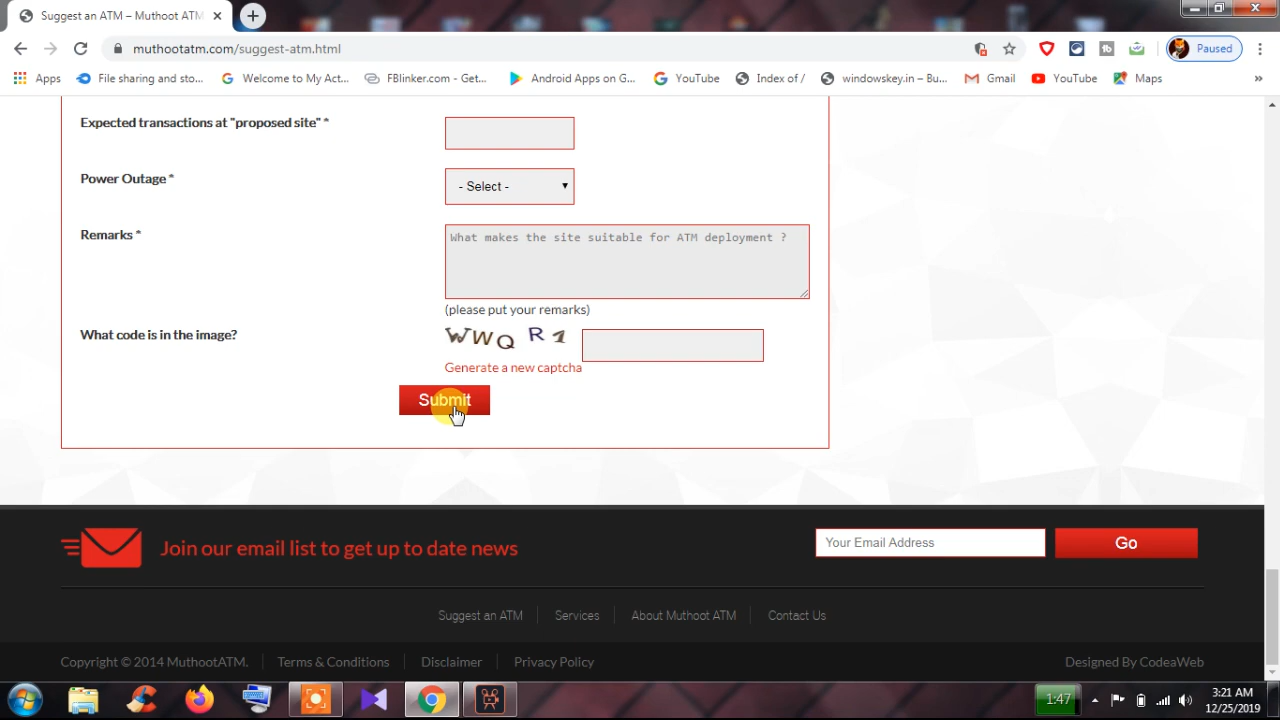 Suggest an ATM – Muthoot ATM
muthootatm.com/suggest-atm.html
Paused
Apps
File sharing and sto...
Welcome to My Act...
FBlinker.com - Get...
Android Apps on G...
YouTube
Index of /
windowskey.in – Bu...
Gmail
YouTube
Maps
»
Expected transactions at "proposed site" *
Power Outage *
- Select -
Remarks *
What makes the site suitable for ATM deployment ?
(please put your remarks)
What code is in the image?
WWQR1
Generate a new captcha
Submit
Join our email list to get up to date news
Your Email Address
Go
Suggest an ATM
Services
About Muthoot ATM
Contact Us
Copyright © 2014 MuthootATM.
Terms & Conditions
Disclaimer
Privacy Policy
Designed By CodeaWeb
1:47
3:21 AM
12/25/2019